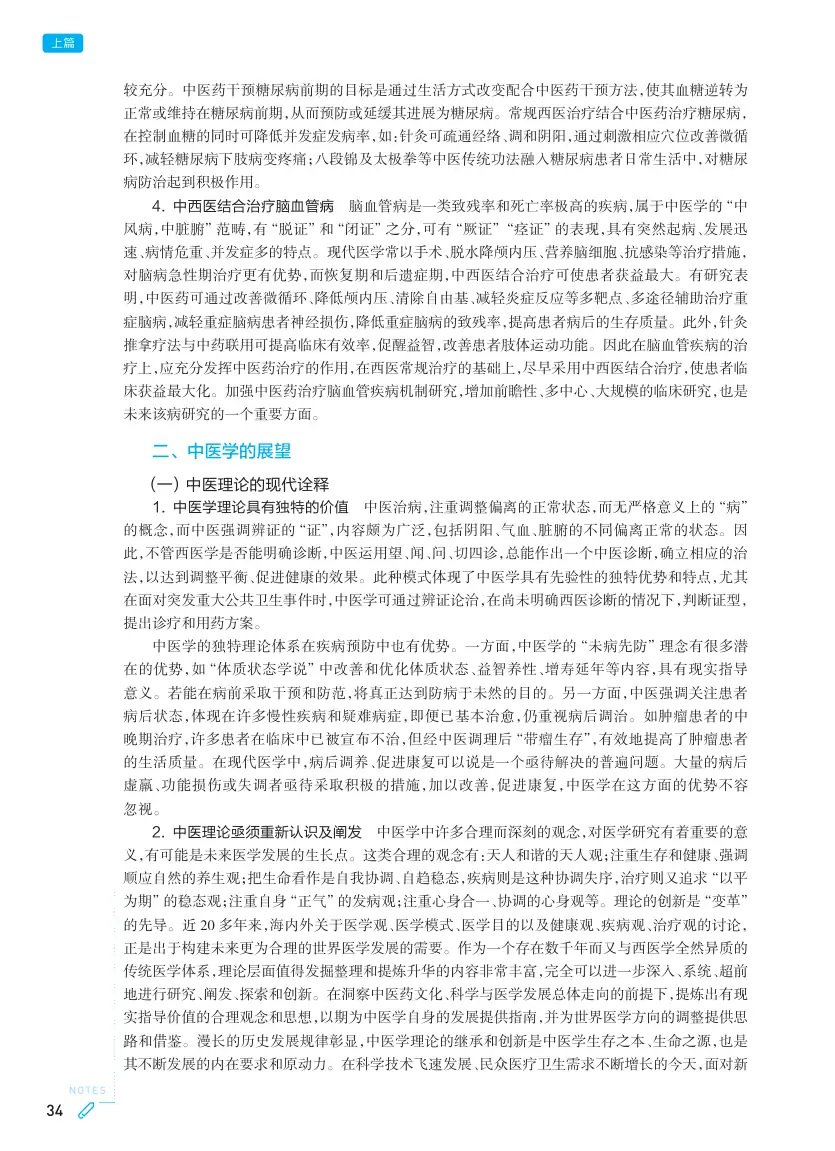 上篇
较充分。中医药干预糖尿病前期的目标是通过生活方式改变配合中医药干预方法,使其血糖逆转为
正常或维持在糖尿病前期,从而预防或延缓其进展为糖尿病。常规西医治疗结合中医药治疗糖尿病,
在控制血糖的同时可降低并发症发病率,如:针灸可疏通经络、调和阴阳,通过刺激相应穴位改善微循
环,减轻糖尿病下肢病变疼痛;八段锦及太极拳等中医传统功法融入糖尿病患者日常生活中,对糖尿
病防治起到积极作用。
4. 中西医结合治疗脑血管病　脑血管病是一类致残率和死亡率极高的疾病,属于中医学的“中
风病,中脏腑”范畴,有“脱证”和“闭证”之分,可有“厥证”“痉证”的表现,具有突然起病、发展迅
速、病情危重、并发症多的特点。现代医学常以手术、脱水降颅内压、营养脑细胞、抗感染等治疗措施,
对脑病急性期治疗更有优势,而恢复期和后遗症期,中西医结合治疗可使患者获益最大。有研究表
明,中医药可通过改善微循环、降低颅内压、清除自由基、减轻炎症反应等多靶点、多途径辅助治疗重
症脑病,减轻重症脑病患者神经损伤,降低重症脑病的致残率,提高患者病后的生存质量。此外,针灸
推拿疗法与中药联用可提高临床有效率,促醒益智,改善患者肢体运动功能。因此在脑血管疾病的治
疗上,应充分发挥中医药治疗的作用,在西医常规治疗的基础上,尽早采用中西医结合治疗,使患者临
床获益最大化。加强中医药治疗脑血管疾病机制研究,增加前瞻性、多中心、大规模的临床研究,也是
未来该病研究的一个重要方面。
二、中医学的展望
（一）中医理论的现代诠释
1. 中医学理论具有独特的价值　中医治病,注重调整偏离的正常状态,而无严格意义上的“病”
的概念,而中医强调辨证的“证”,内容颇为广泛,包括阴阳、气血、脏腑的不同偏离正常的状态。因
此,不管西医学是否能明确诊断,中医运用望、闻、问、切四诊,总能作出一个中医诊断,确立相应的治
法,以达到调整平衡、促进健康的效果。此种模式体现了中医学具有先验性的独特优势和特点,尤其
在面对突发重大公共卫生事件时,中医学可通过辨证论治,在尚未明确西医诊断的情况下,判断证型,
提出诊疗和用药方案。
中医学的独特理论体系在疾病预防中也有优势。一方面,中医学的“未病先防”理念有很多潜
在的优势,如“体质状态学说”中改善和优化体质状态、益智养性、增寿延年等内容,具有现实指导
意义。若能在病前采取干预和防范,将真正达到防病于未然的目的。另一方面,中医强调关注患者
病后状态,体现在许多慢性疾病和疑难病症,即便已基本治愈,仍重视病后调治。如肿瘤患者的中
晚期治疗,许多患者在临床中已被宣布不治,但经中医调理后“带瘤生存”,有效地提高了肿瘤患者
的生活质量。在现代医学中,病后调养、促进康复可以说是一个亟待解决的普遍问题。大量的病后
虚羸、功能损伤或失调者亟待采取积极的措施,加以改善,促进康复,中医学在这方面的优势不容
忽视。
2. 中医理论亟须重新认识及阐发　中医学中许多合理而深刻的观念,对医学研究有着重要的意
义,有可能是未来医学发展的生长点。这类合理的观念有:天人和谐的天人观;注重生存和健康、强调
顺应自然的养生观;把生命看作是自我协调、自趋稳态,疾病则是这种协调失序,治疗则又追求“以平
为期”的稳态观;注重自身“正气”的发病观;注重心身合一、协调的心身观等。理论的创新是“变革”
的先导。近 20 多年来,海内外关于医学观、医学模式、医学目的以及健康观、疾病观、治疗观的讨论,
正是出于构建未来更为合理的世界医学发展的需要。作为一个存在数千年而又与西医学全然异质的
传统医学体系,理论层面值得发掘整理和提炼升华的内容非常丰富,完全可以进一步深入、系统、超前
地进行研究、阐发、探索和创新。在洞察中医药文化、科学与医学发展总体走向的前提下,提炼出有现
实指导价值的合理观念和思想,以期为中医学自身的发展提供指南,并为世界医学方向的调整提供思
路和借鉴。漫长的历史发展规律彰显,中医学理论的继承和创新是中医学生存之本、生命之源,也是
其不断发展的内在要求和原动力。在科学技术飞速发展、民众医疗卫生需求不断增长的今天,面对新
NOTES
34